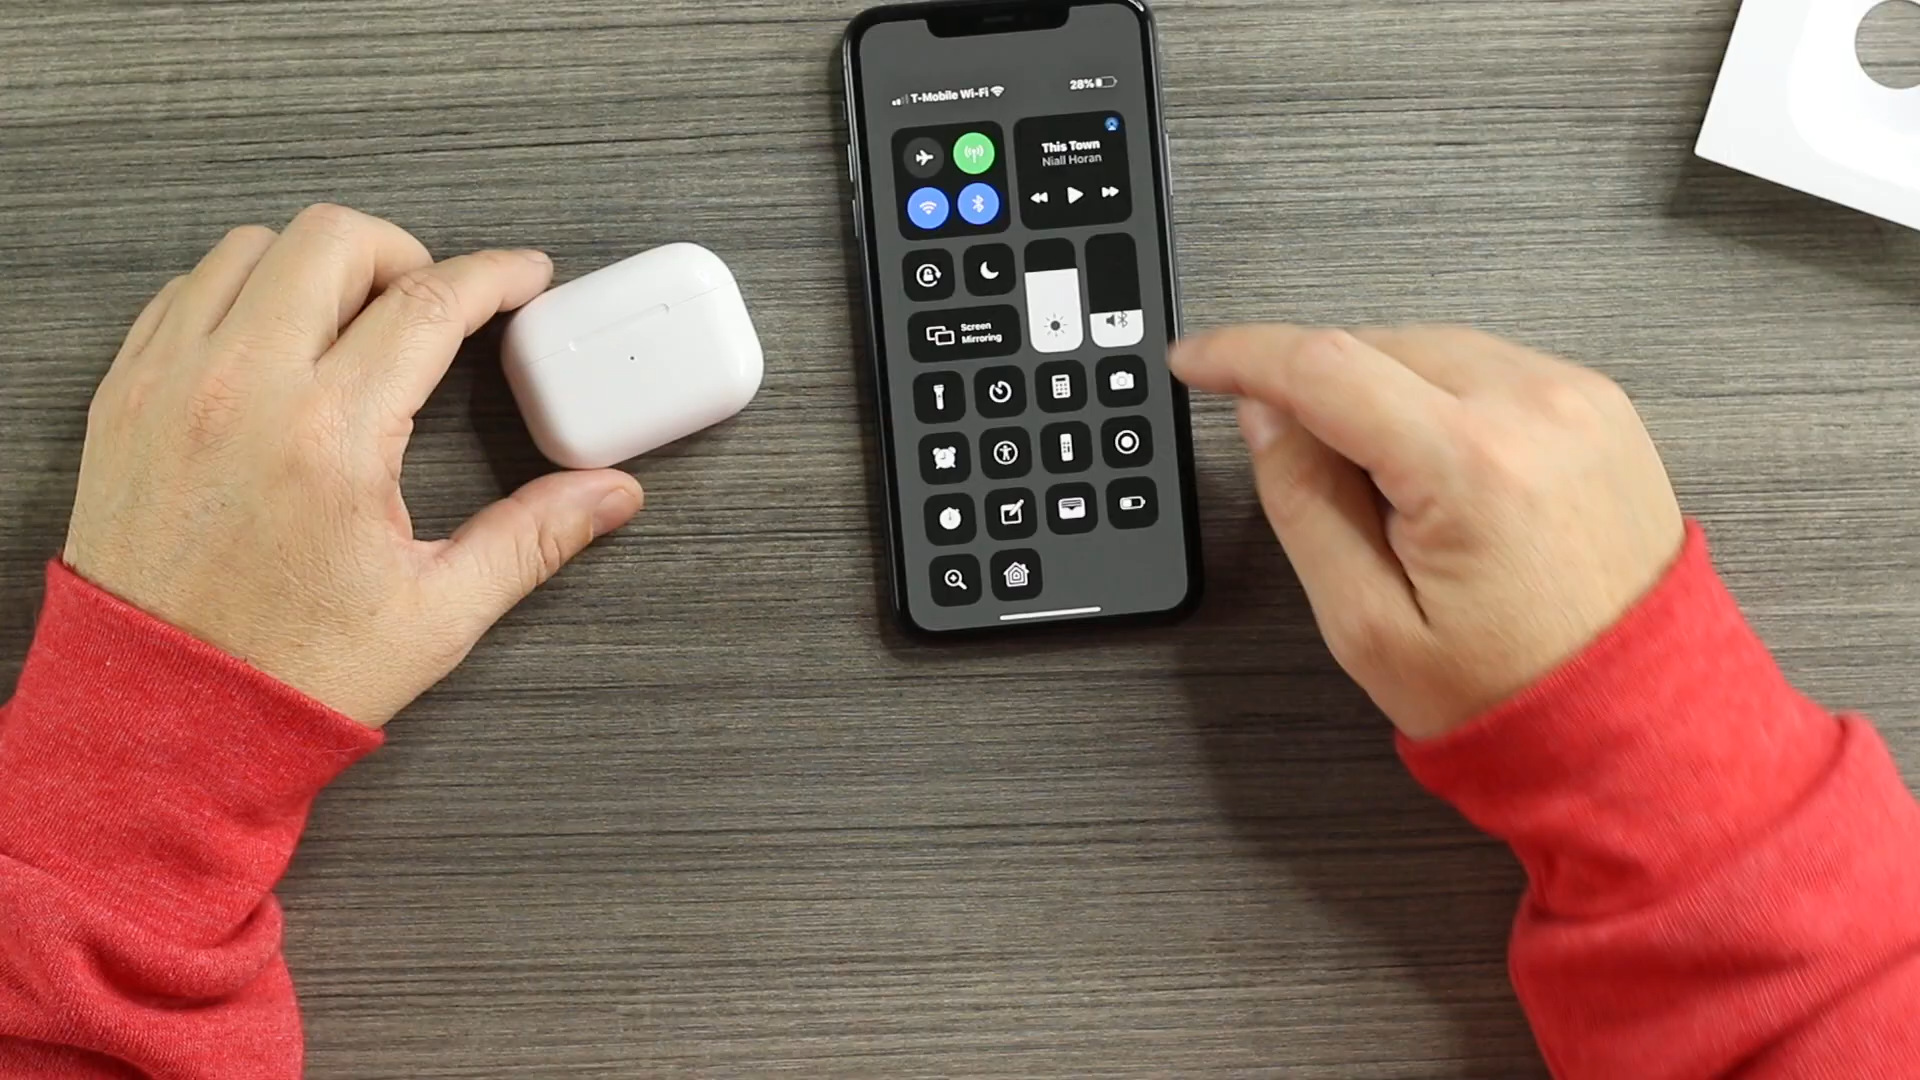 T-Mobile Wi-Fi
28%
This Town
Niall Horan
Screen
Mirroring